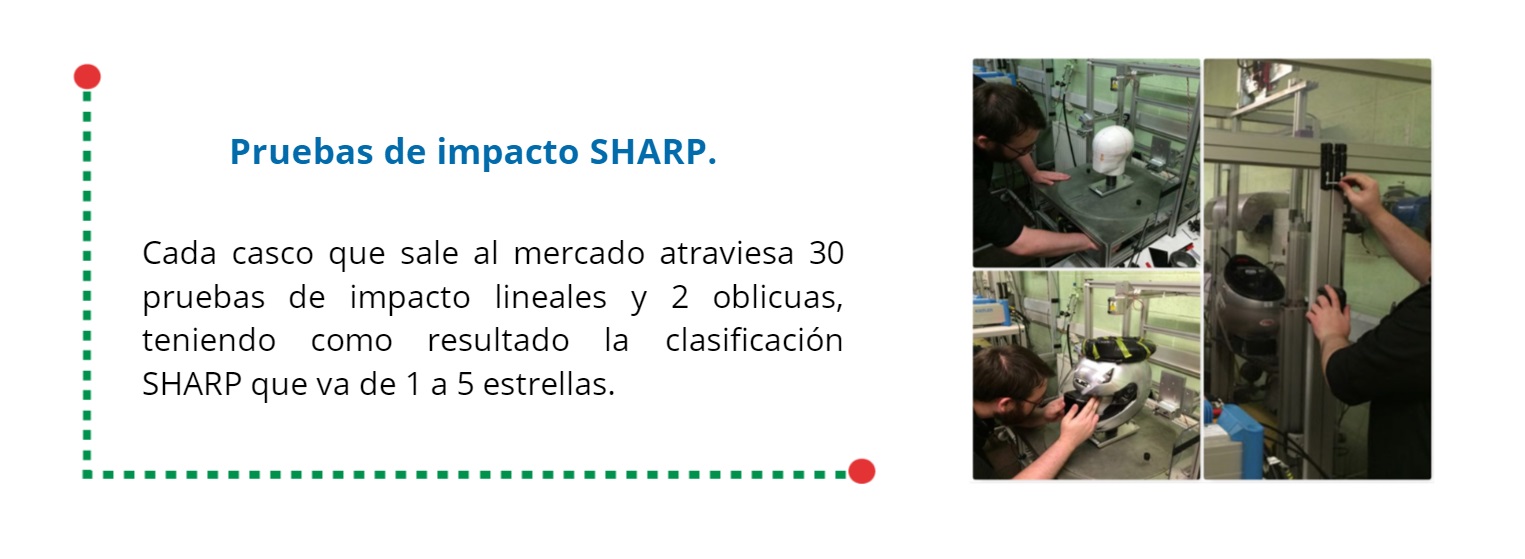 Pruebas de impacto SHARP.
Cada casco que sale al mercado atraviesa 30
pruebas de impacto lineales y 2 oblicuas,
teniendo como resultado la clasificación
SHARP que va de 1 a 5 estrellas.